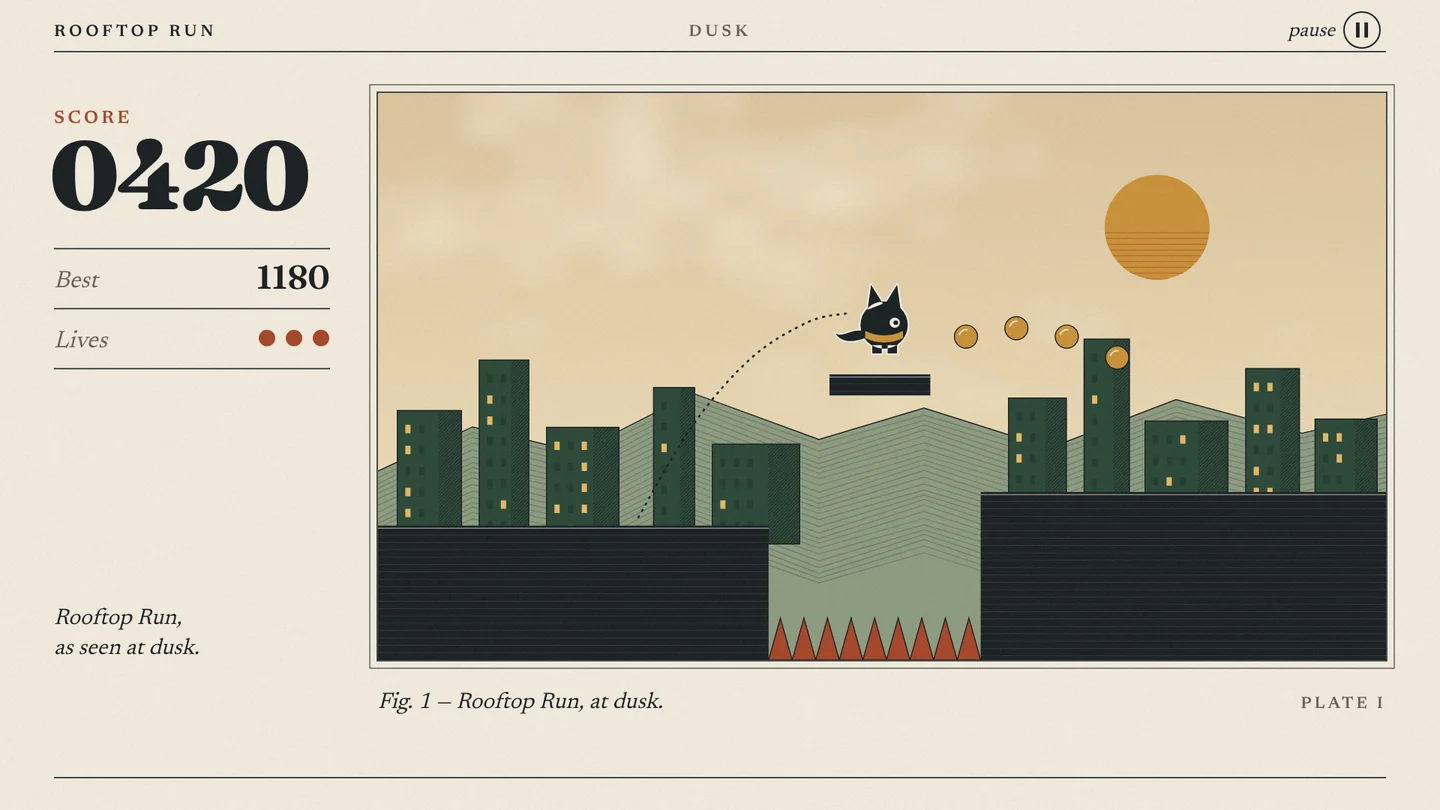 ROOFTOP RUN
DUSK
pause
SCORE
0420
Best 1180
Lives
Rooftop Run,
as seen at dusk.
Fig. 1 — Rooftop Run, at dusk.
PLATE I